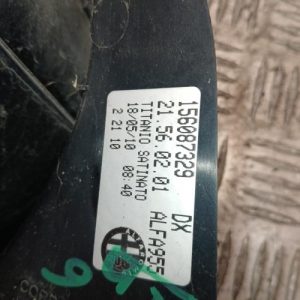 156087329 DX
21.56.02.01 ALFA955
TITANIO SATINATO
18/05/10 08:40
2 21 10